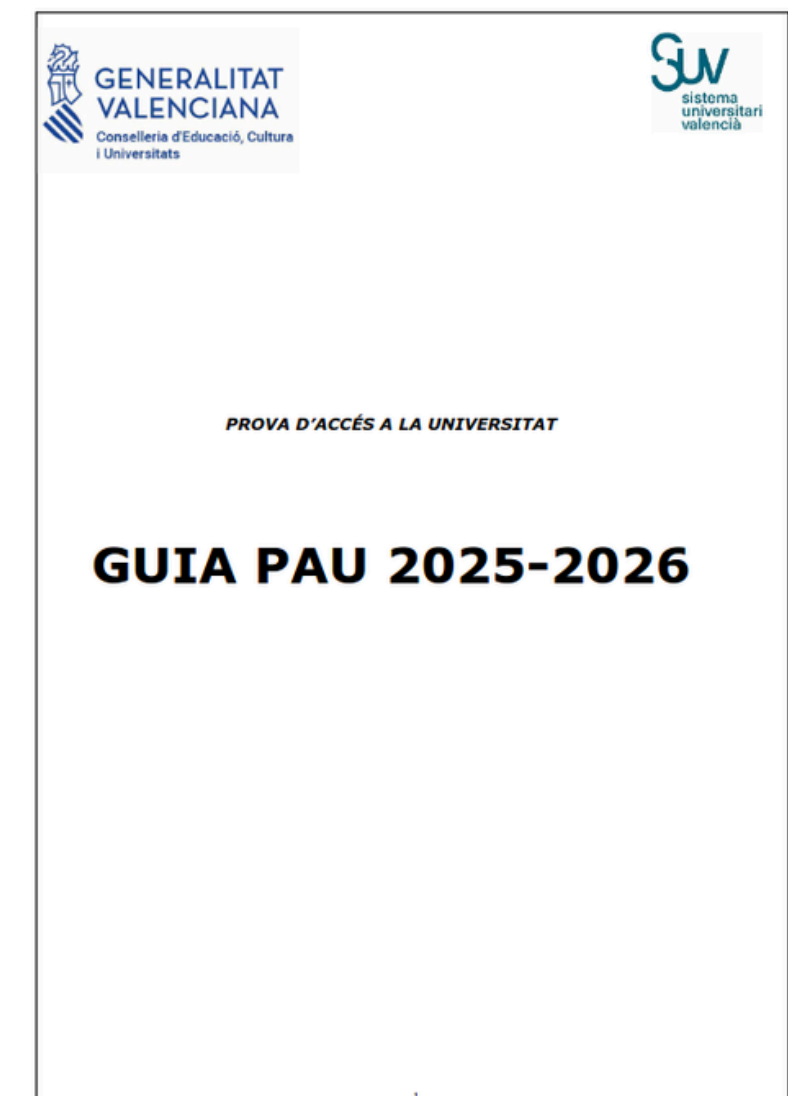 GENERALITAT
VALENCIANA
Conselleria d'Educació, Cultura
i Universitats
SUV
sistema
universitari
valencià
PROVA D'ACCÉS A LA UNIVERSITAT
GUIA PAU 2025-2026